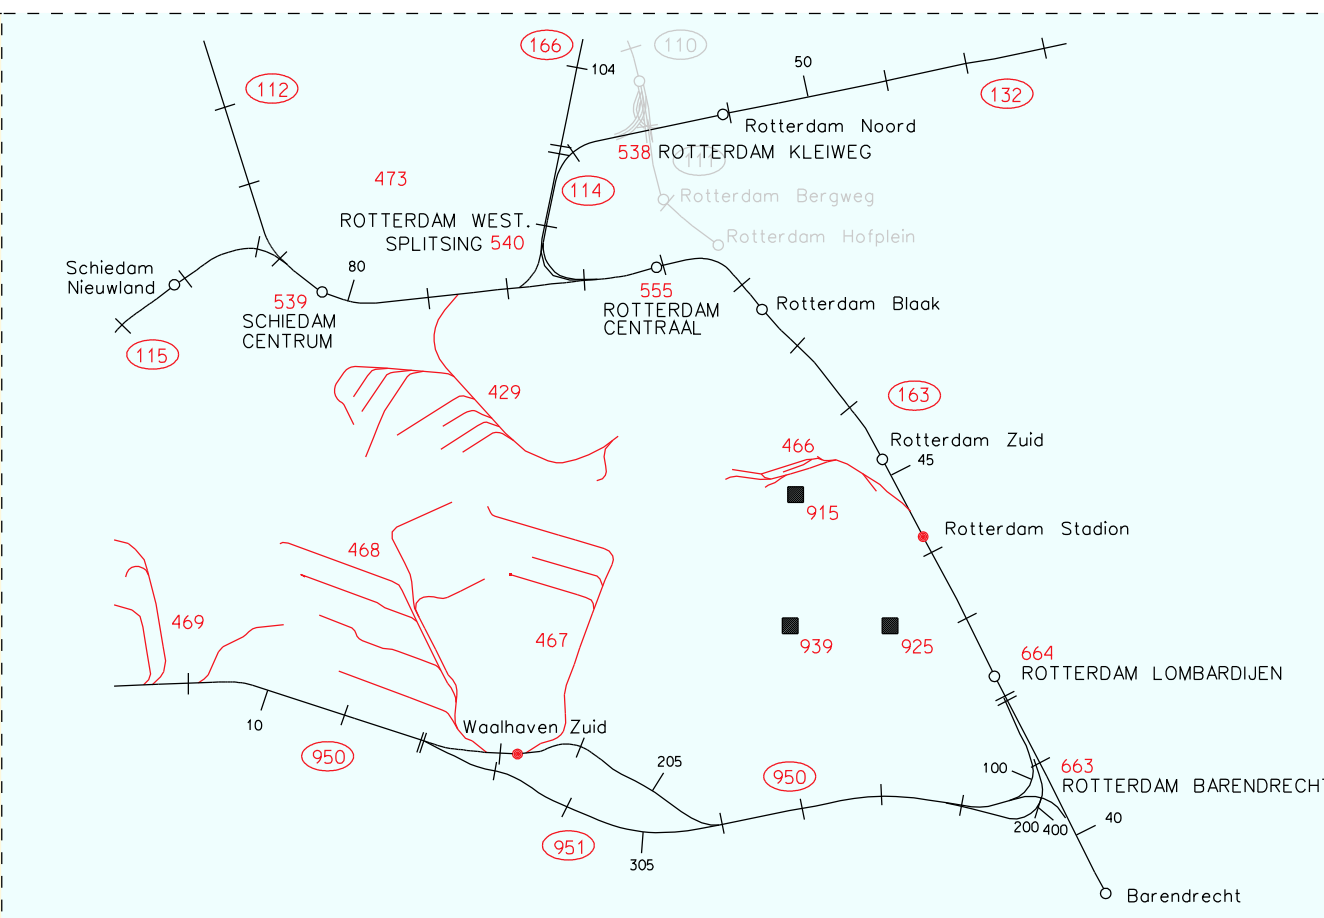 166
110
104
50
112
132
Rotterdam Noord
538 ROTTERDAM KLEIWEG
111
473
114
Rotterdam Bergweg
ROTTERDAM WEST.
SPLITSING 540
Rotterdam Hofplein
Schiedam
Nieuwland
80
539
SCHIEDAM
CENTRUM
555
ROTTERDAM
CENTRAAL
Rotterdam Blaak
115
429
163
Rotterdam Zuid
466
45
915
Rotterdam Stadion
468
469
467
939
925
664
ROTTERDAM LOMBARDIJEN
10
Waalhaven Zuid
950
205
950
100
663
ROTTERDAM BARENDRECHT
200
400
40
951
305
Barendrecht